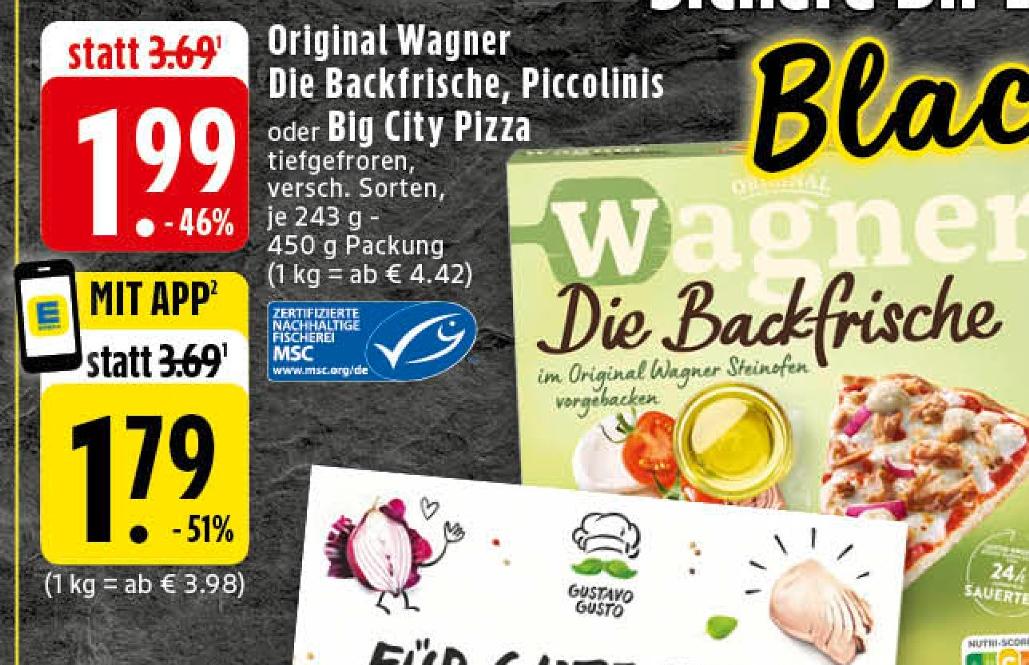 statt 3.69¹
1.99
- 46%
Original Wagner
Die Backfrische, Piccolinis
oder Big City Pizza
tiefgefroren,
versch. Sorten,
je 243 g -
450 g Packung
(1 kg = ab € 4.42)
MIT APP²
statt 3.69¹
1.79
- 51%
(1 kg = ab € 3.98)
ZERTIFIZIERTE
NACHHALTIGE
FISCHEREI
MSC
www.msc.org/de
Blac
ORIGINAL
Wagner
Die Backfrische
im Original Wagner Steinofen
vorgebacken
GUSTAVO
GUSTO
24h
SAUERTE
NUTRI-SCOR